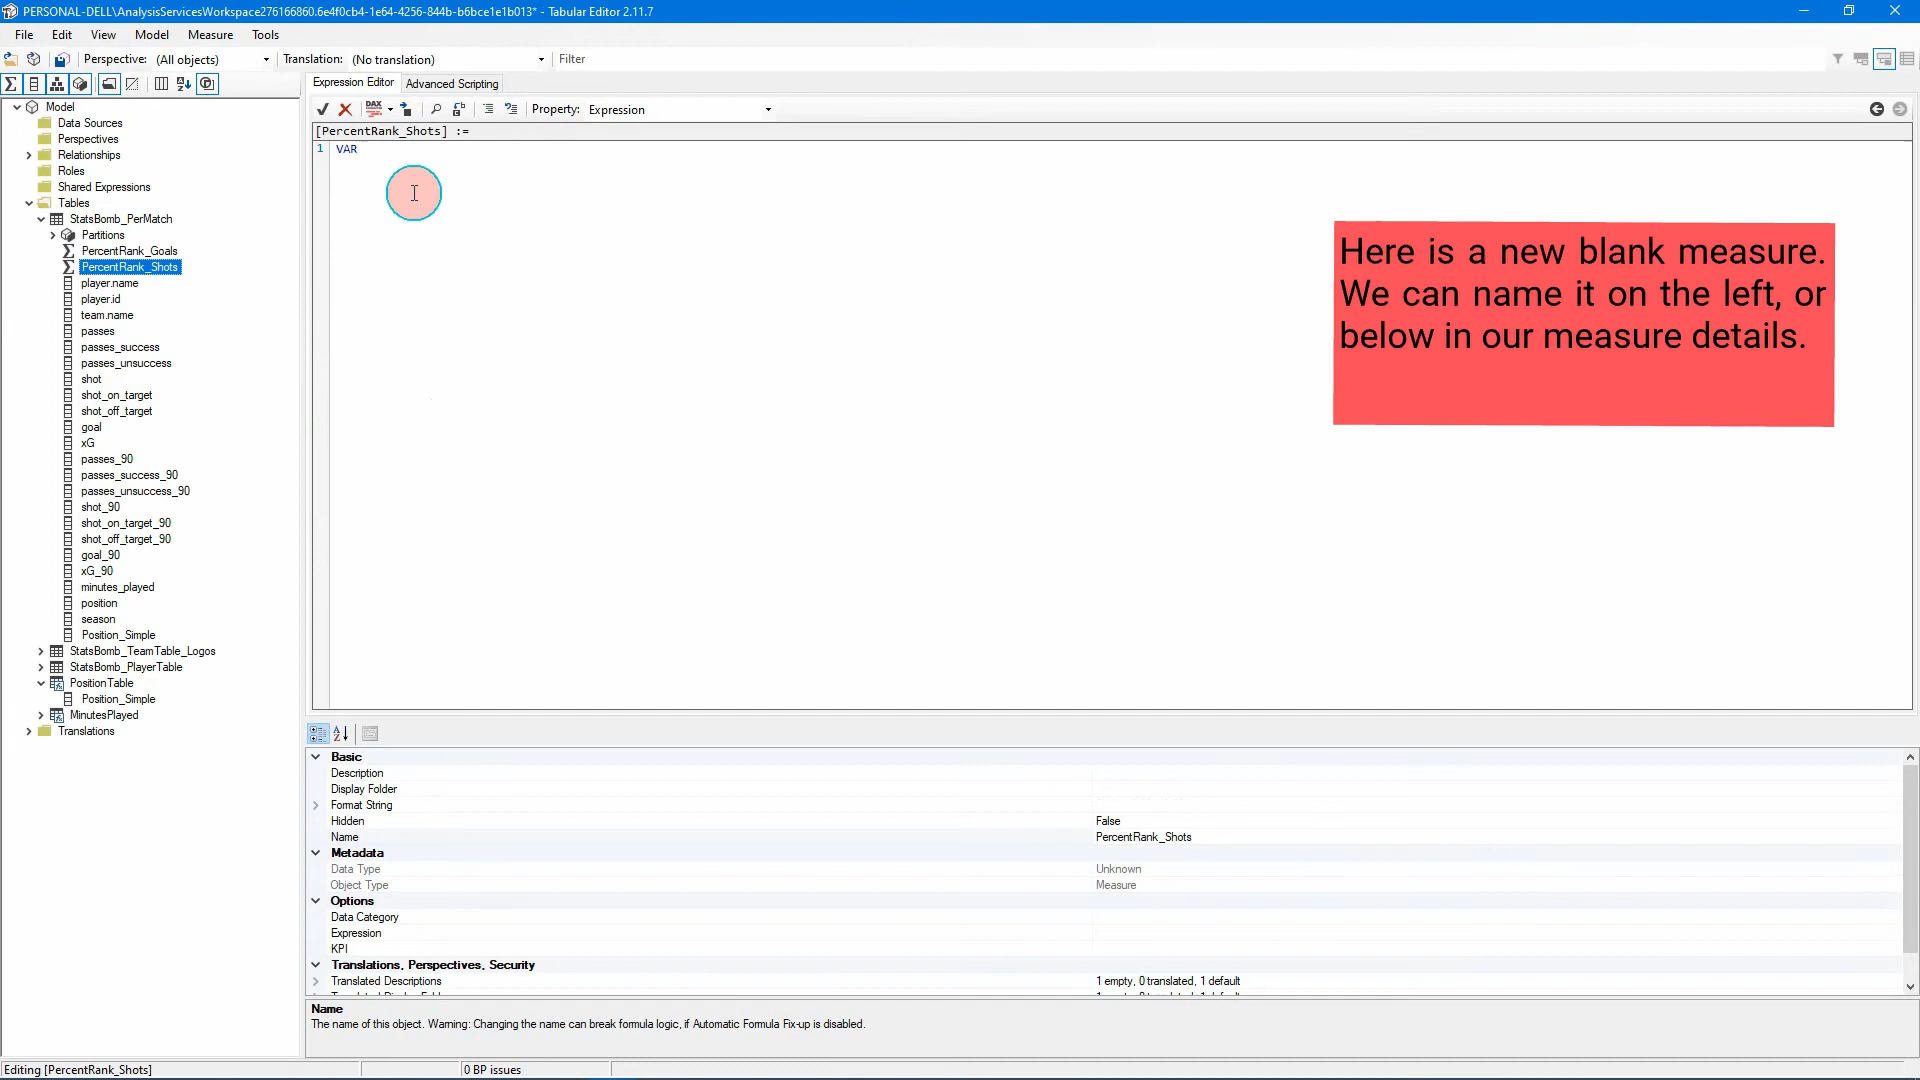 PERSONAL-DELL\AnalysisServicesWorkspace276166860.6e4f0cb4-1e64-4256-844b-b6bce1e1b013* - Tabular Editor 2.11.7
File Edit View Model Measure Tools
Perspective: (All objects) Translation: (No translation) Filter
Expression Editor Advanced Scripting
DAX Property: Expression
[PercentRank_Shots] :=
1 VAR
Model
Data Sources
Perspectives
Relationships
Roles
Shared Expressions
Tables
StatsBomb_PerMatch
Partitions
PercentRank_Goals
PercentRank_Shots
player.name
player.id
team.name
passes
passes_success
passes_unsuccess
shot
shot_on_target
shot_off_target
goal
xG
passes_90
passes_success_90
passes_unsuccess_90
shot_90
shot_on_target_90
shot_off_target_90
goal_90
xG_90
minutes_played
position
season
Position_Simple
StatsBomb_TeamTable_Logos
StatsBomb_PlayerTable
PositionTable
Position_Simple
MinutesPlayed
Translations
Here is a new blank measure.
We can name it on the left, or
below in our measure details.
Basic
Description
Display Folder
Format String
Hidden False
Name PercentRank_Shots
Metadata
Data Type Unknown
Object Type Measure
Options
Data Category
Expression
KPI
Translations, Perspectives, Security
Translated Descriptions 1 empty, 0 translated, 1 default
Name
The name of this object. Warning: Changing the name can break formula logic, if Automatic Formula Fix-up is disabled.
Editing [PercentRank_Shots] 0 BP issues